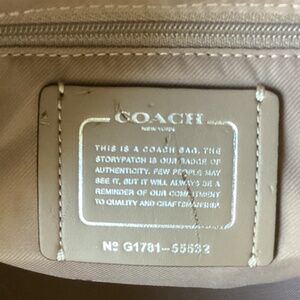 COACH
NEW YORK
THIS IS A COACH BAG. THE
STORYPATCH IS OUR BADGE OF
AUTHENTICITY. FEW PEOPLE MAY
SEE IT, BUT IT WILL ALWAYS BE A
REMINDER OF OUR COMMITMENT
TO QUALITY AND CRAFTSMANSHIP.
Nº G1781-55532